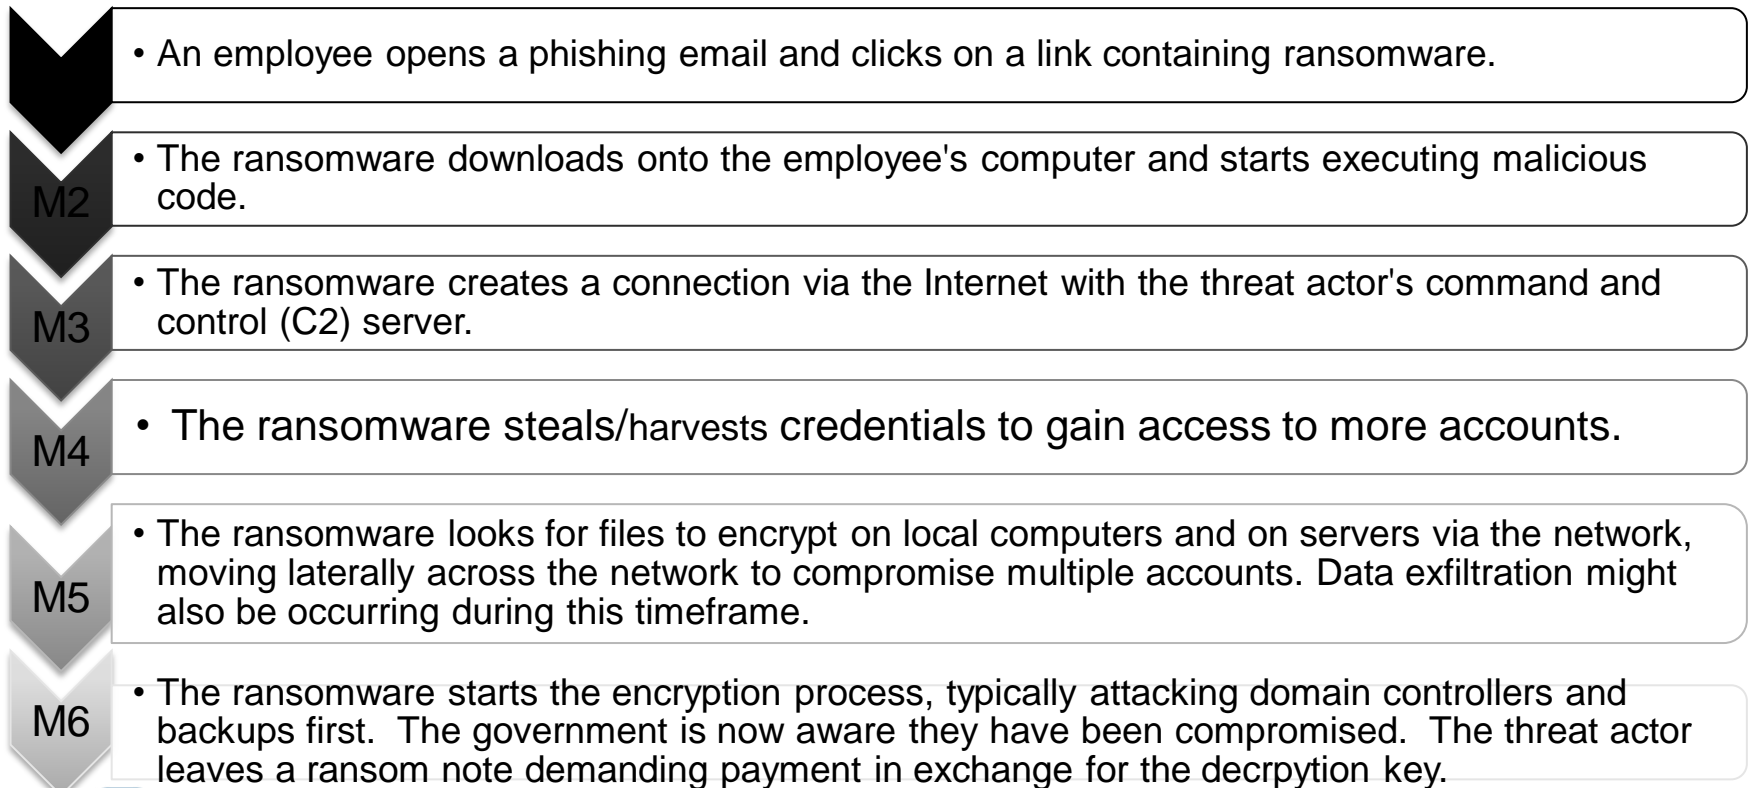 • An employee opens a phishing email and clicks on a link containing ransomware.
M2
• The ransomware downloads onto the employee's computer and starts executing malicious
code.
M3
• The ransomware creates a connection via the Internet with the threat actor's command and
control (C2) server.
M4
• The ransomware steals/harvests credentials to gain access to more accounts.
M5
• The ransomware looks for files to encrypt on local computers and on servers via the network,
moving laterally across the network to compromise multiple accounts. Data exfiltration might
also be occurring during this timeframe.
M6
• The ransomware starts the encryption process, typically attacking domain controllers and
backups first.  The government is now aware they have been compromised.  The threat actor
leaves a ransom note demanding payment in exchange for the decrpytion key.